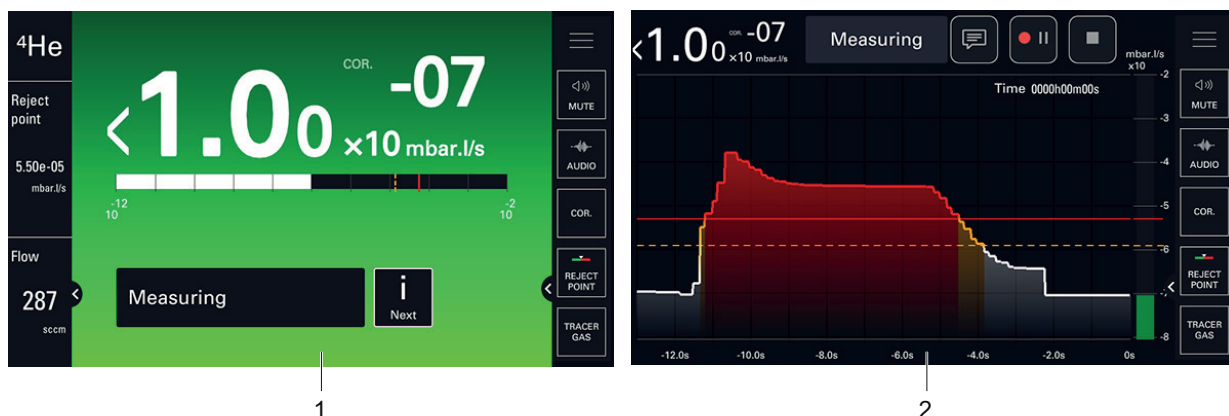 4He
Reject
point
5.50e-05
mbar.l/s
Flow
287
sccm
<1.00 COR. -07
×10 mbar.l/s
-12
10
-2
10
Measuring
i
Next
MUTE
AUDIO
COR.
REJECT
POINT
TRACER
GAS
1
<1.00 COR. -07
×10 mbar.l/s
Measuring
mbar.l/s
x10
Time 0000h00m00s
-2
-3
-4
-5
-6
-7
-8
-12.0s -10.0s -8.0s -6.0s -4.0s -2.0s 0s
MUTE
AUDIO
COR.
REJECT
POINT
TRACER
GAS
2